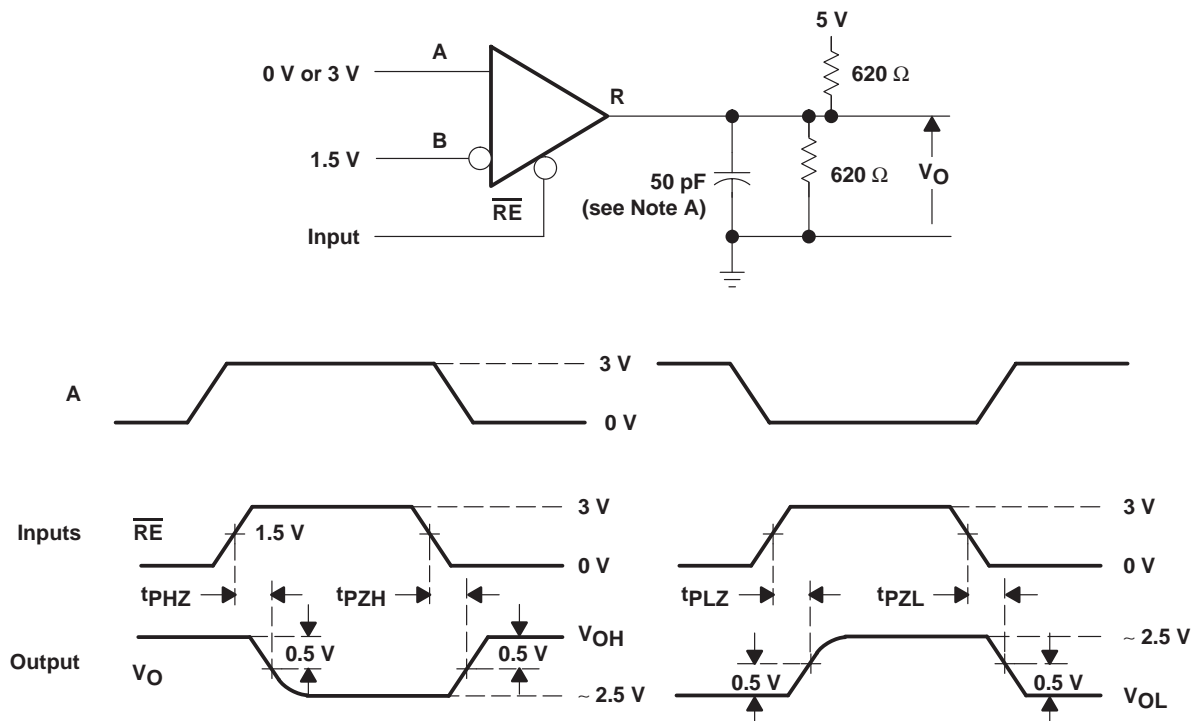 5 V
620 Ω
A
0 V or 3 V
R
B
1.5 V
620 Ω
VO
50 pF
(see Note A)
RE
Input
3 V
A
0 V
3 V
3 V
Inputs
RE
1.5 V
0 V
0 V
tPHZ
tPZH
tPLZ
tPZL
VOH
~ 2.5 V
Output
VO
0.5 V
0.5 V
0.5 V
0.5 V
~ 2.5 V
VOL